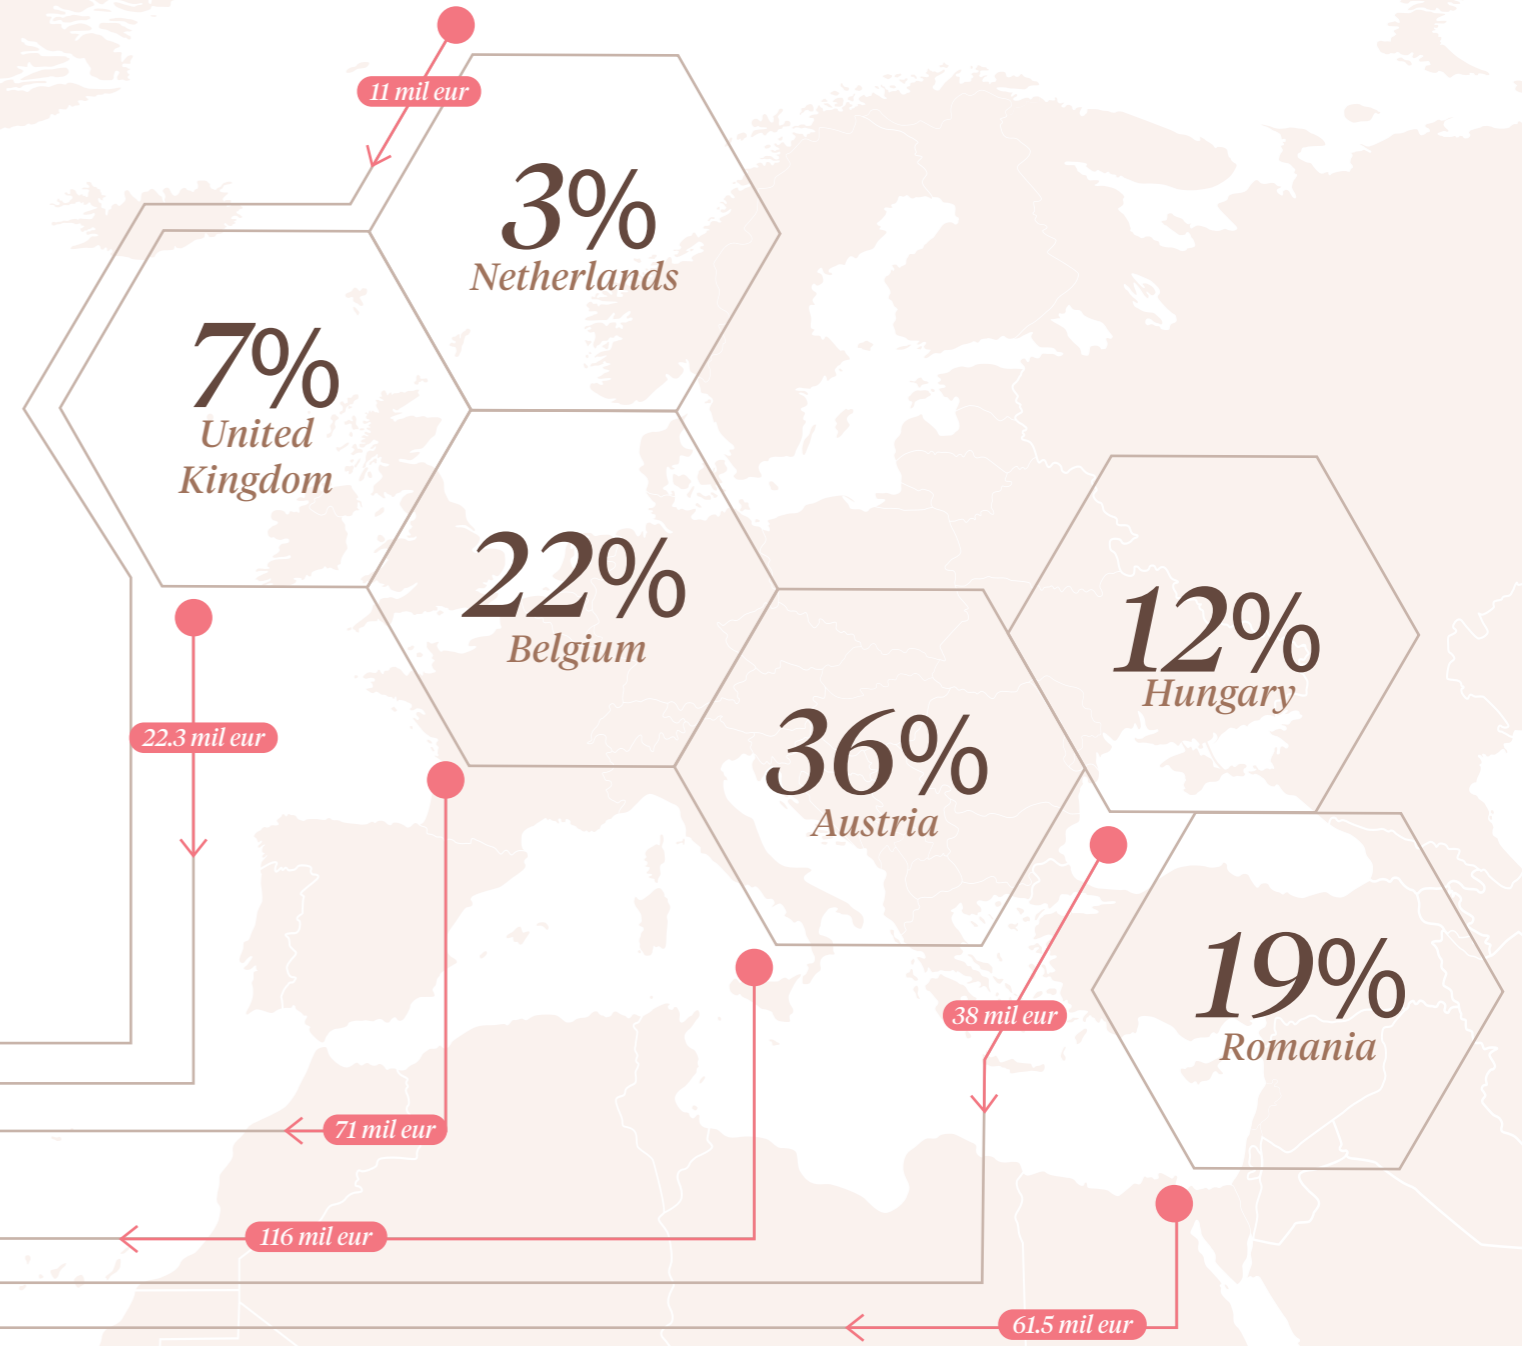 11 mil eur
3%
Netherlands
7%
United
Kingdom
22%
Belgium
12%
Hungary
36%
Austria
22.3 mil eur
19%
Romania
38 mil eur
71 mil eur
116 mil eur
61.5 mil eur